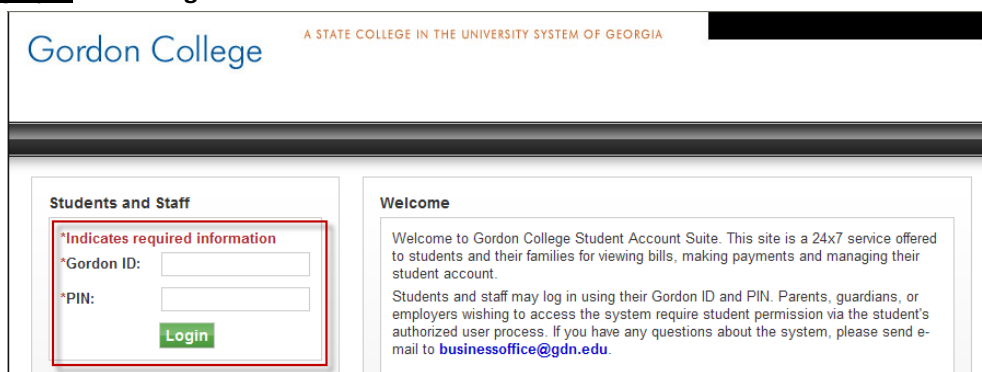 Gordon College
A STATE COLLEGE IN THE UNIVERSITY SYSTEM OF GEORGIA
Students and Staff
*Indicates required information
*Gordon ID:
*PIN:
Login
Welcome
Welcome to Gordon College Student Account Suite. This site is a 24x7 service offered
to students and their families for viewing bills, making payments and managing their
student account.
Students and staff may log in using their Gordon ID and PIN. Parents, guardians, or
employers wishing to access the system require student permission via the student's
authorized user process. If you have any questions about the system, please send e-
mail to businessoffice@gdn.edu.